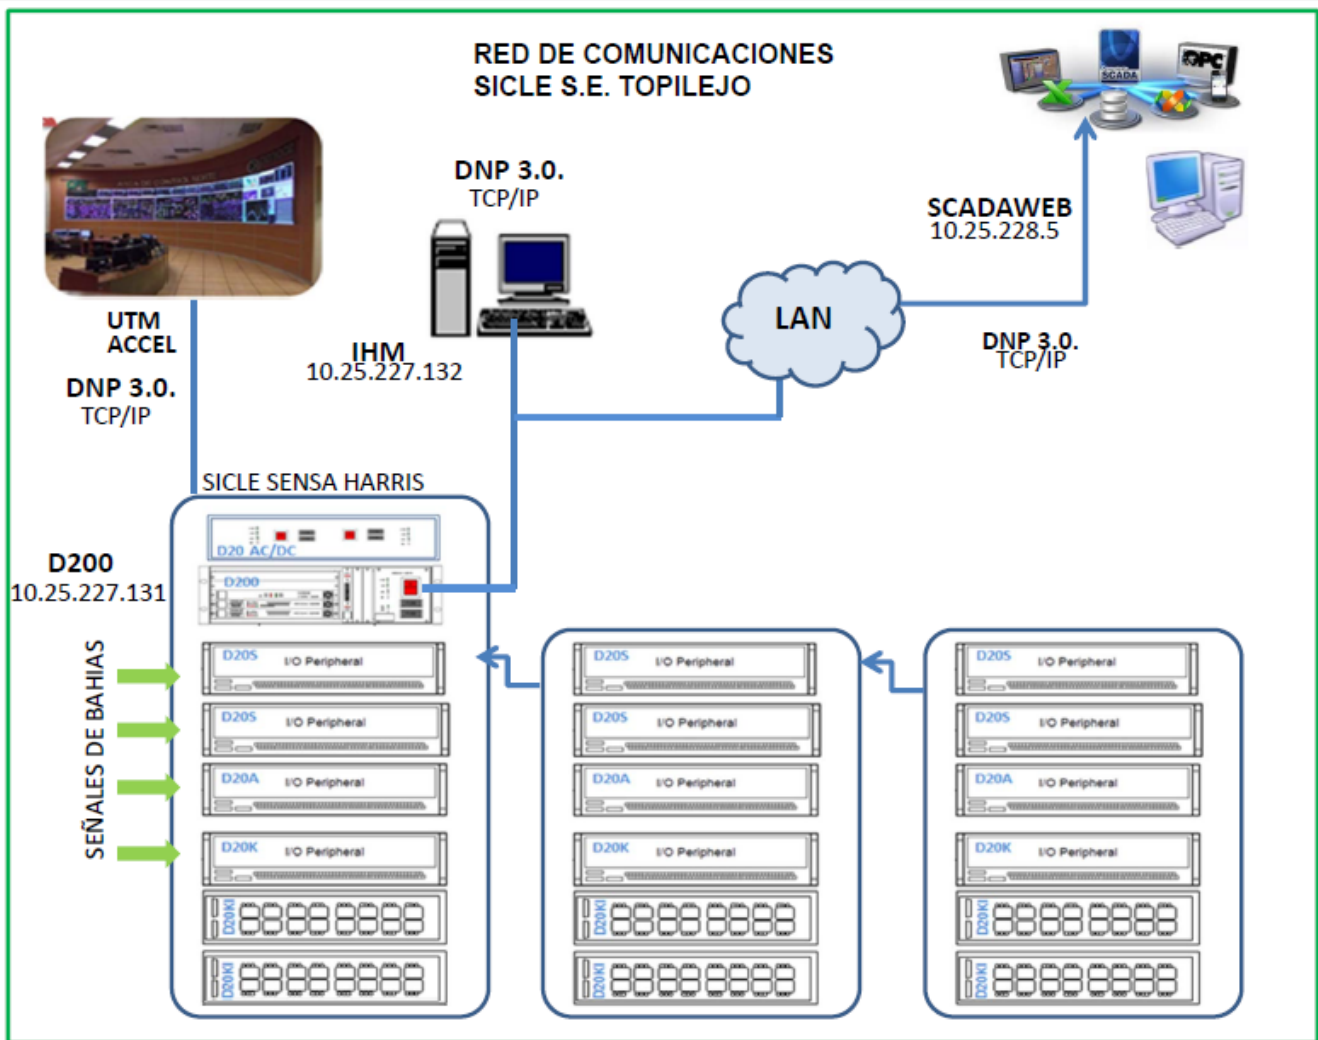 RED DE COMUNICACIONES
SICLE S.E. TOPILEJO
SCADA
OPC
DNP 3.0.
TCP/IP
SCADAWEB
10.25.228.5
LAN
UTM
ACCEL
IHM
10.25.227.132
DNP 3.0.
TCP/IP
DNP 3.0.
TCP/IP
SICLE SENSA HARRIS
D20 AC/DC
D200
10.25.227.131
D200
SEÑALES DE BAHIAS
D20S I/O Peripheral
D20S I/O Peripheral
D20A I/O Peripheral
D20K I/O Peripheral
D20KI
D20KI
D20S I/O Peripheral
D20S I/O Peripheral
D20A I/O Peripheral
D20K I/O Peripheral
D20KI
D20KI
D20S I/O Peripheral
D20S I/O Peripheral
D20A I/O Peripheral
D20K I/O Peripheral
D20KI
D20KI